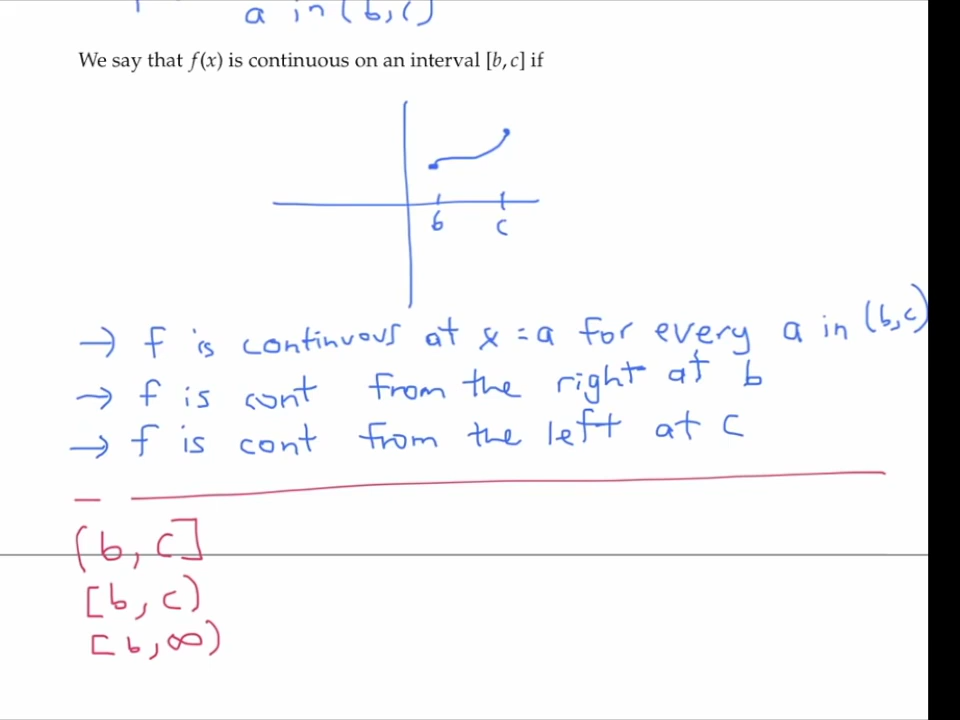 a in (b,c)
We say that f(x) is continuous on an interval [b, c] if
b c
→ f is continuous at x = a for every a in (b,c)
→ f is cont from the right at b
→ f is cont from the left at c
(b, c]
[b, c)
[b, ∞)